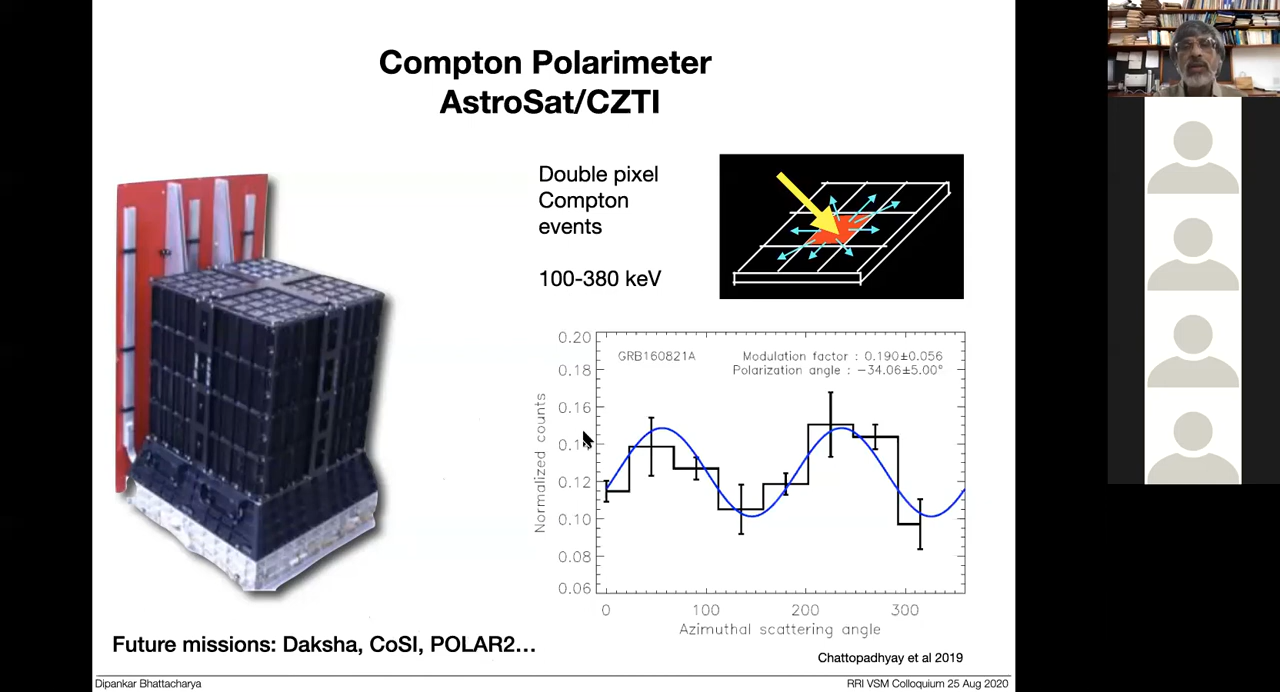 Compton Polarimeter
AstroSat/CZTI
Double pixel
Compton
events
100-380 keV
0.20
0.18
0.16
0.14
0.12
0.10
0.08
0.06
Normalized counts
GRB160821A
Modulation factor : 0.190±0.056
Polarization angle : −34.06±5.00°
0
100
200
300
Azimuthal scattering angle
Future missions: Daksha, CoSI, POLAR2…
Chattopadhyay et al 2019
Dipankar Bhattacharya
RRI VSM Colloquium 25 Aug 2020